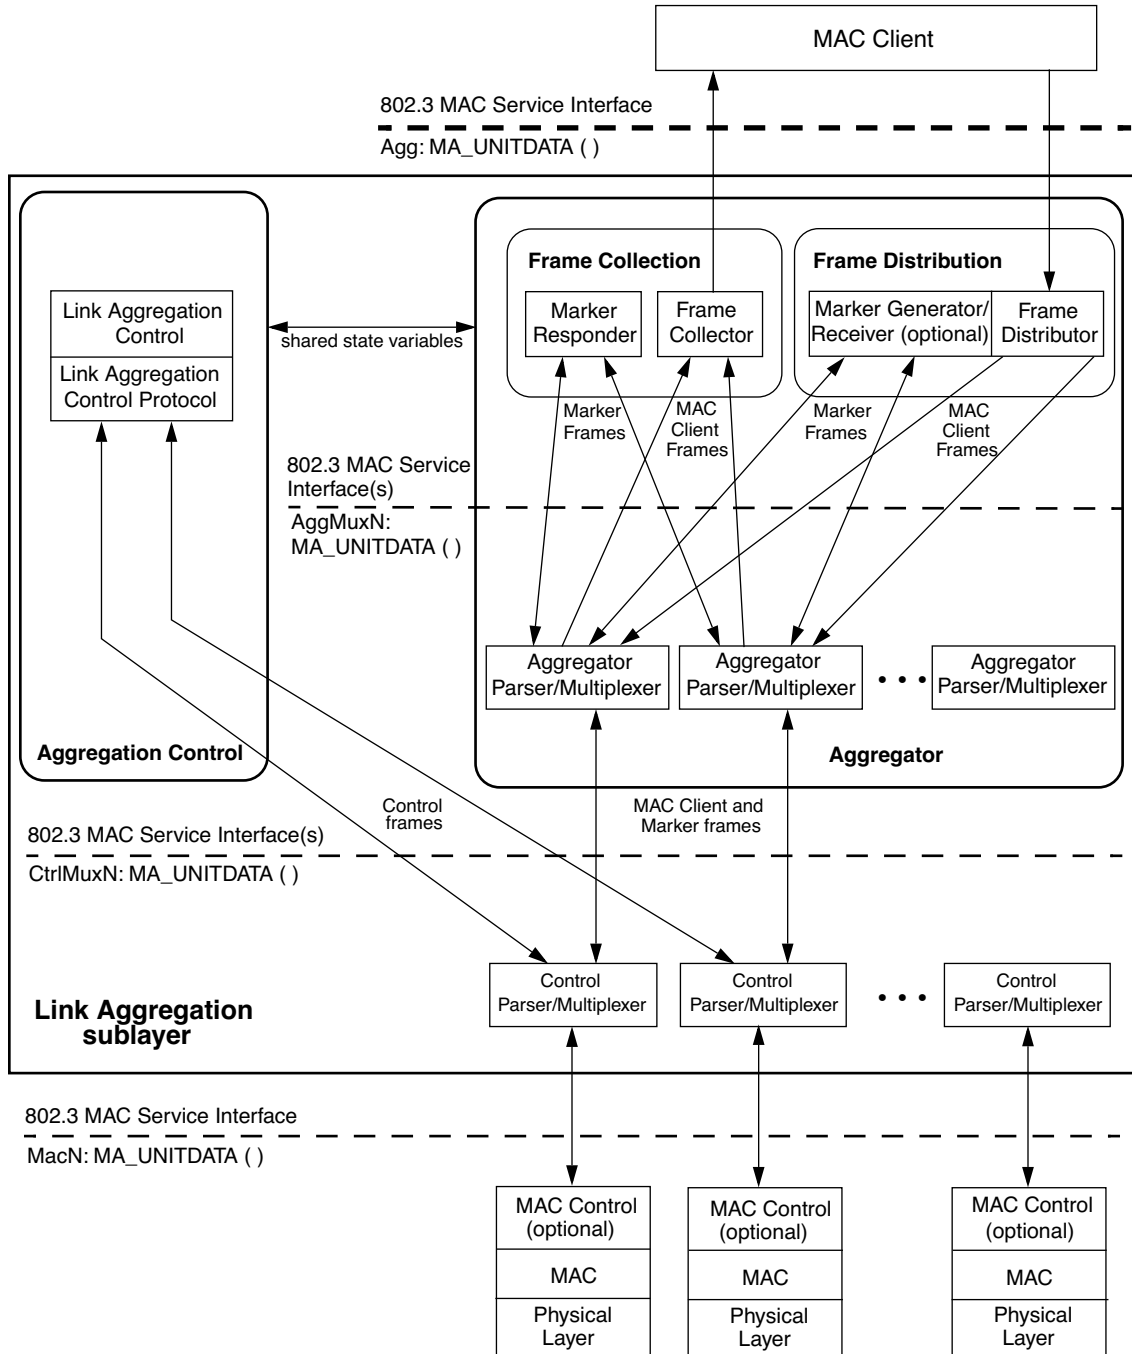 MAC Client
802.3 MAC Service Interface
Agg: MA_UNITDATA ( )
Frame Collection
Frame Distribution
Link Aggregation
Control
Link Aggregation
Control Protocol
shared state variables
Marker
Responder
Frame
Collector
Marker Generator/
Receiver (optional)
Frame
Distributor
Marker
Frames
MAC
Client
Frames
Marker
Frames
MAC
Client
Frames
802.3 MAC Service
Interface(s)
AggMuxN:
MA_UNITDATA ( )
Aggregator
Parser/Multiplexer
Aggregator
Parser/Multiplexer
• • •
Aggregator
Parser/Multiplexer
Aggregation Control
Aggregator
Control
frames
MAC Client and
Marker frames
802.3 MAC Service Interface(s)
CtrlMuxN: MA_UNITDATA ( )
Control
Parser/Multiplexer
Control
Parser/Multiplexer
• • •
Control
Parser/Multiplexer
Link Aggregation
sublayer
802.3 MAC Service Interface
MacN: MA_UNITDATA ( )
MAC Control
(optional)
MAC
Physical
Layer
MAC Control
(optional)
MAC
Physical
Layer
MAC Control
(optional)
MAC
Physical
Layer